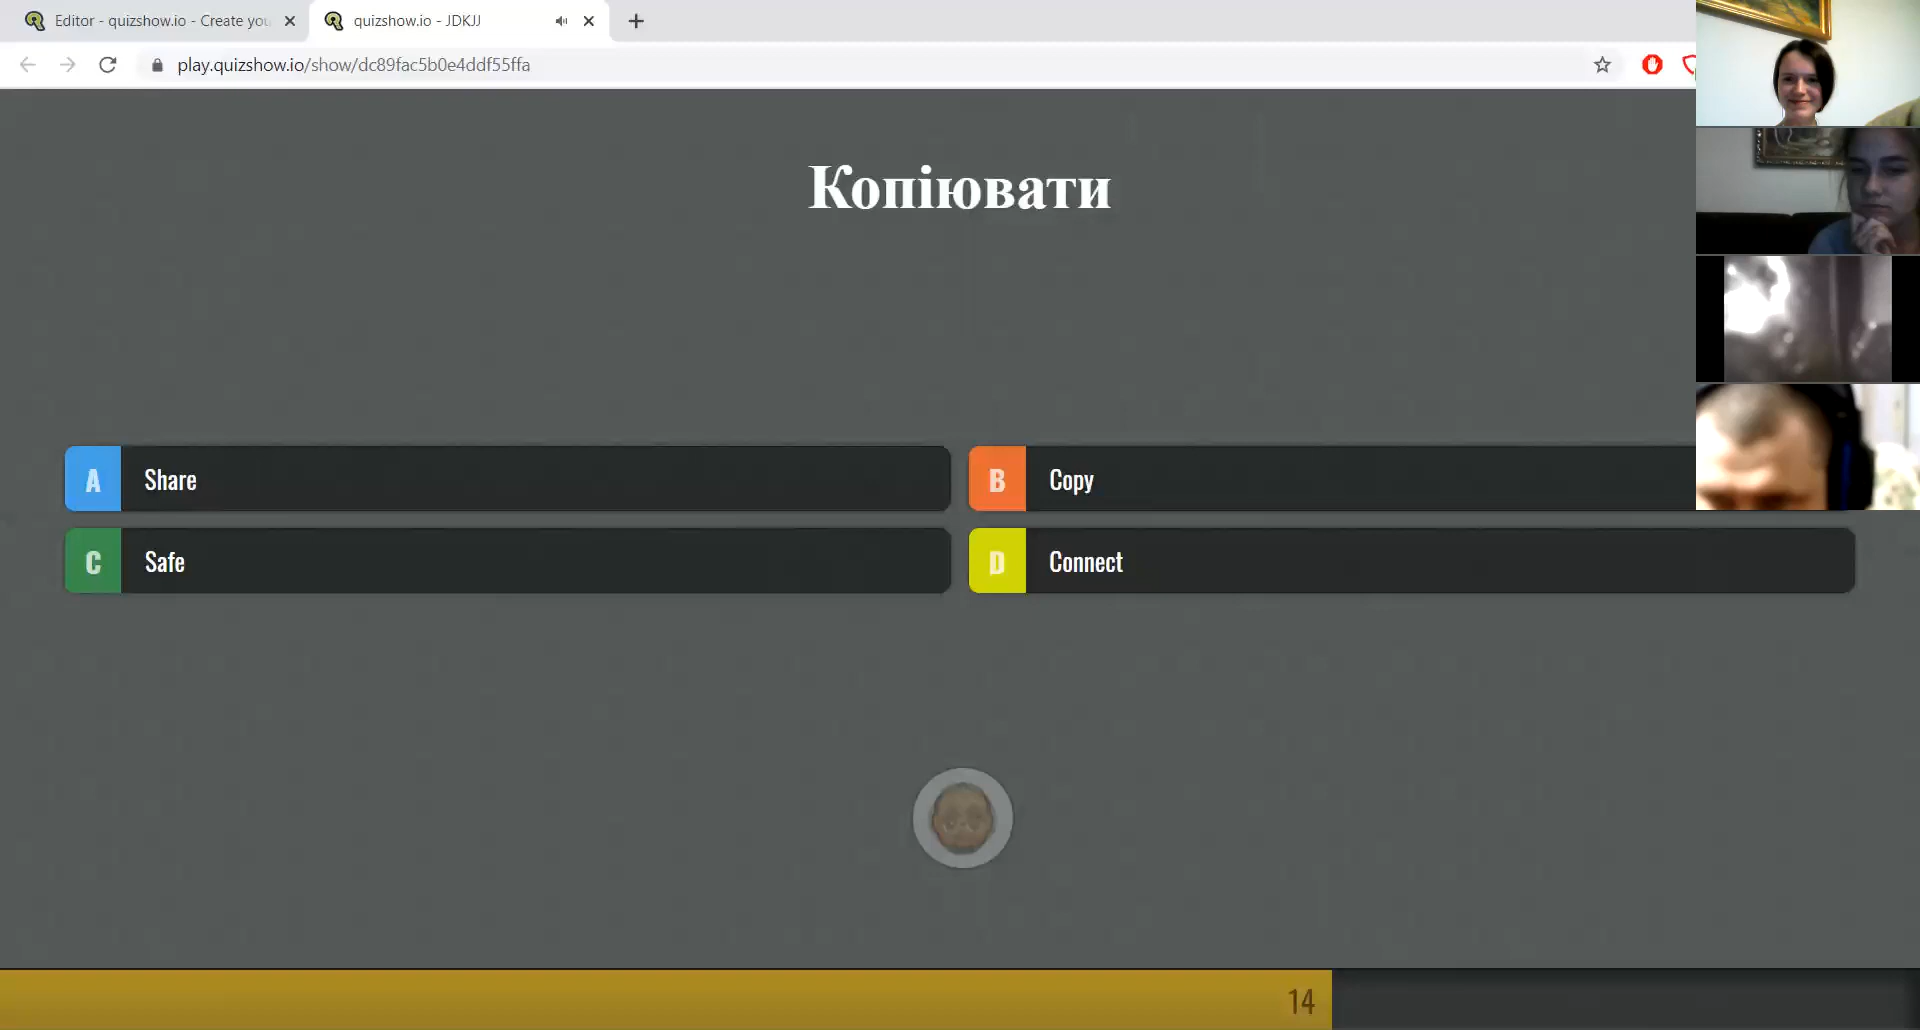 Editor - quizshow.io - Create you
quizshow.io - JDKJJ
play.quizshow.io/show/dc89fac5b0e4ddf55ffa
Копіювати
A Share
B Copy
C Safe
D Connect
14